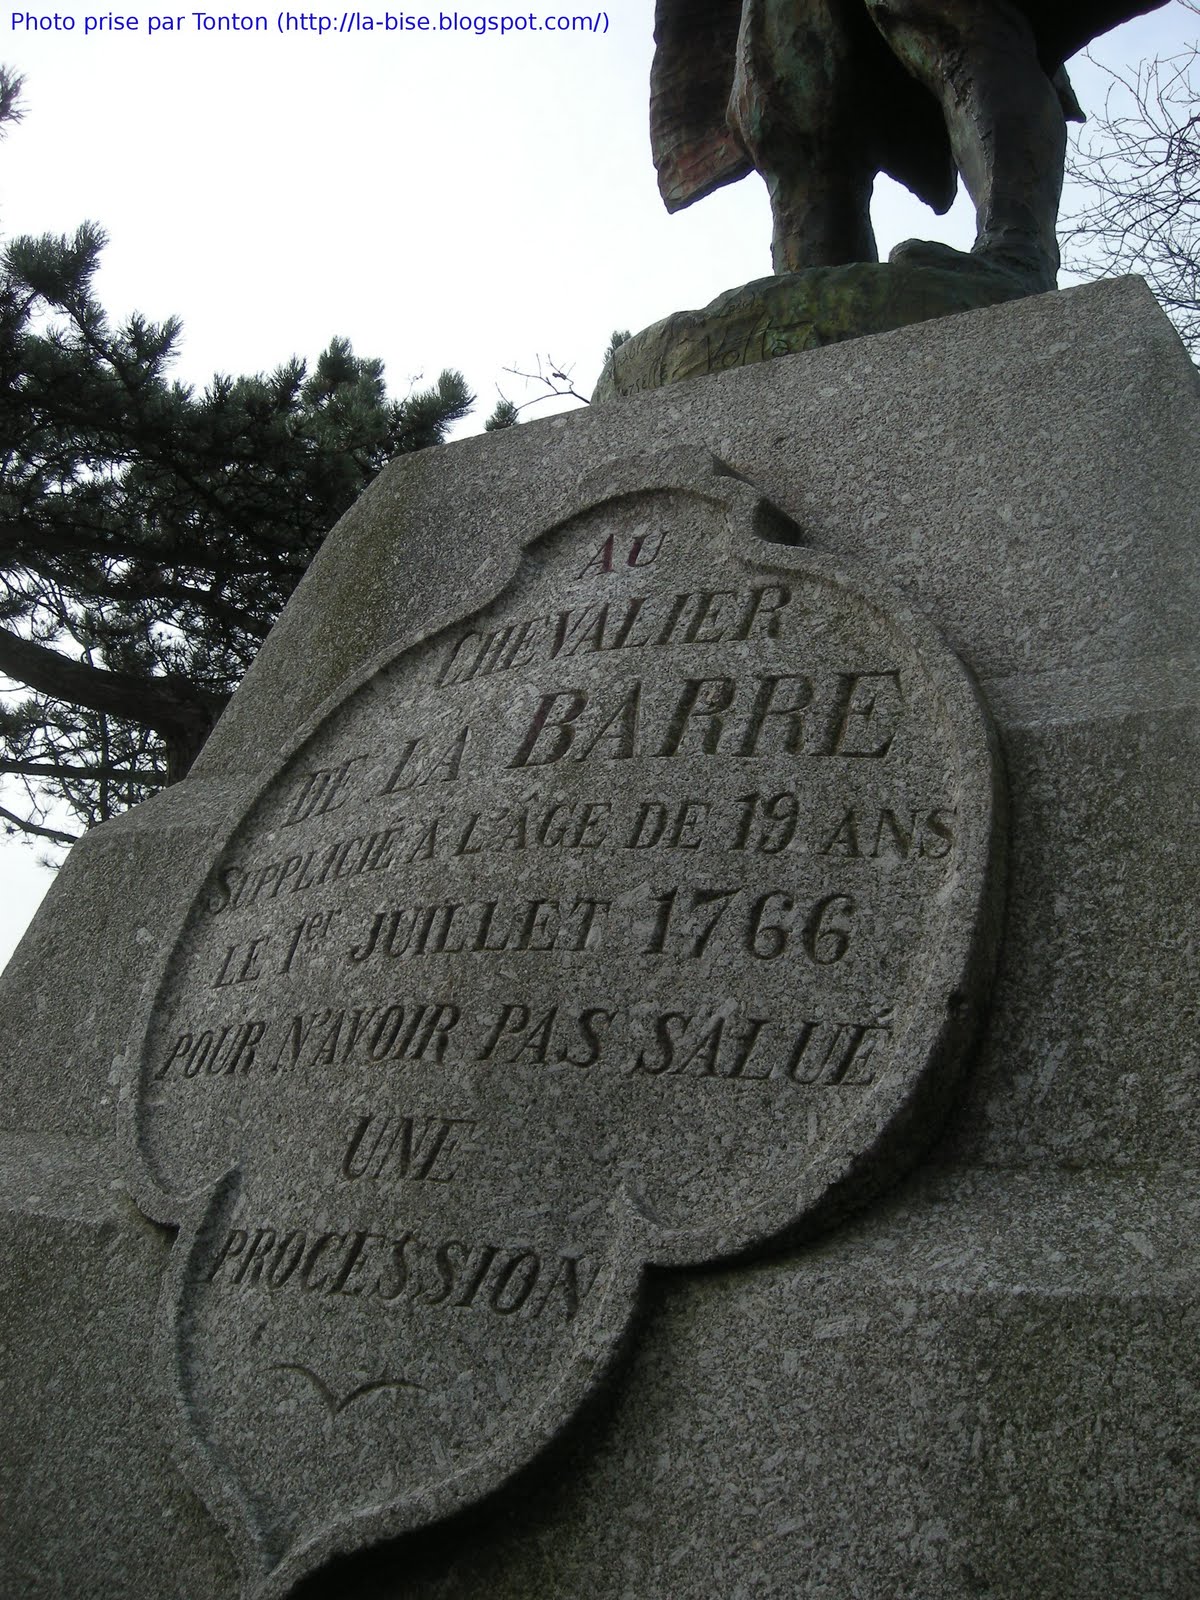 Photo prise par Tonton (http://la-bise.blogspot.com/)
AU
CHEVALIER
DE LA BARRE
SUPPLICIÉ À L'ÂGE DE 19 ANS
LE 1er JUILLET 1766
POUR N'AVOIR PAS SALUÉ
UNE
PROCESSION